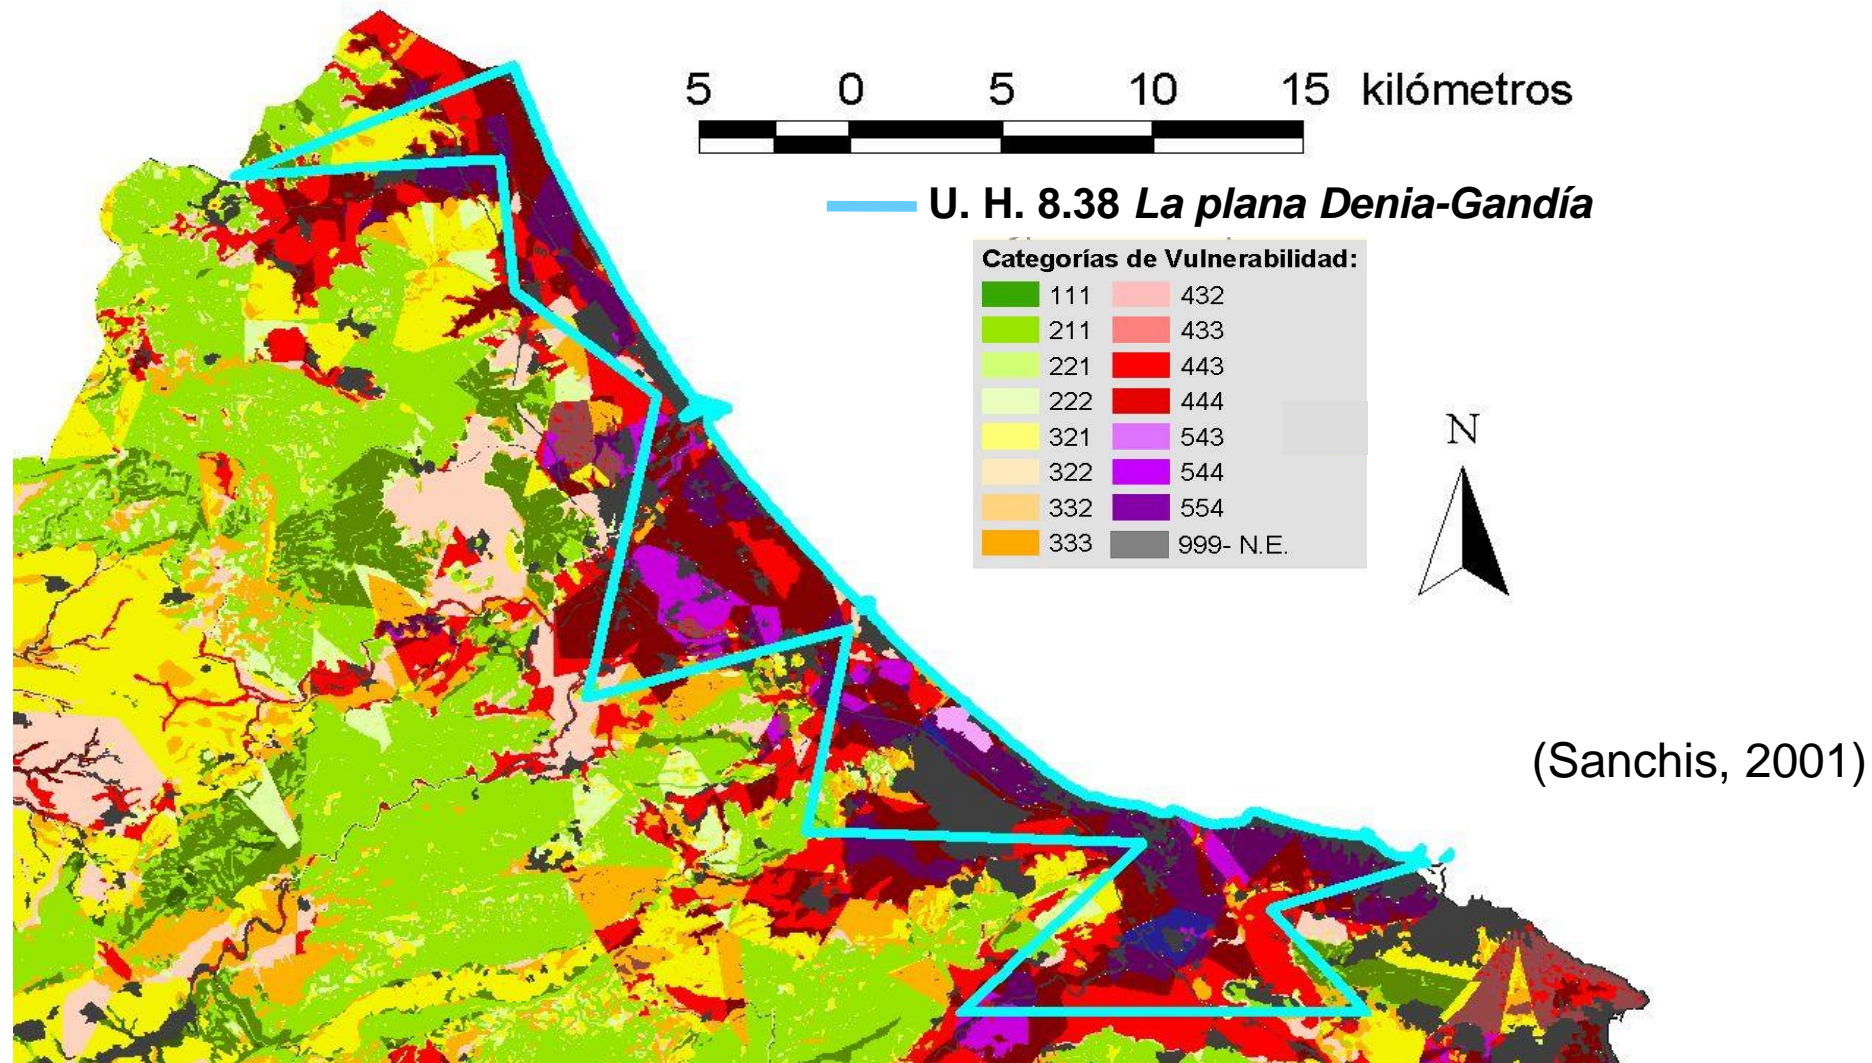 5 0 5 10 15 kilómetros
U. H. 8.38 La plana Denia-Gandía
Categorías de Vulnerabilidad:
111 432
211 433
221 443
222 444
321 543
322 544
332 554
333 999- N.E.
N
(Sanchis, 2001)